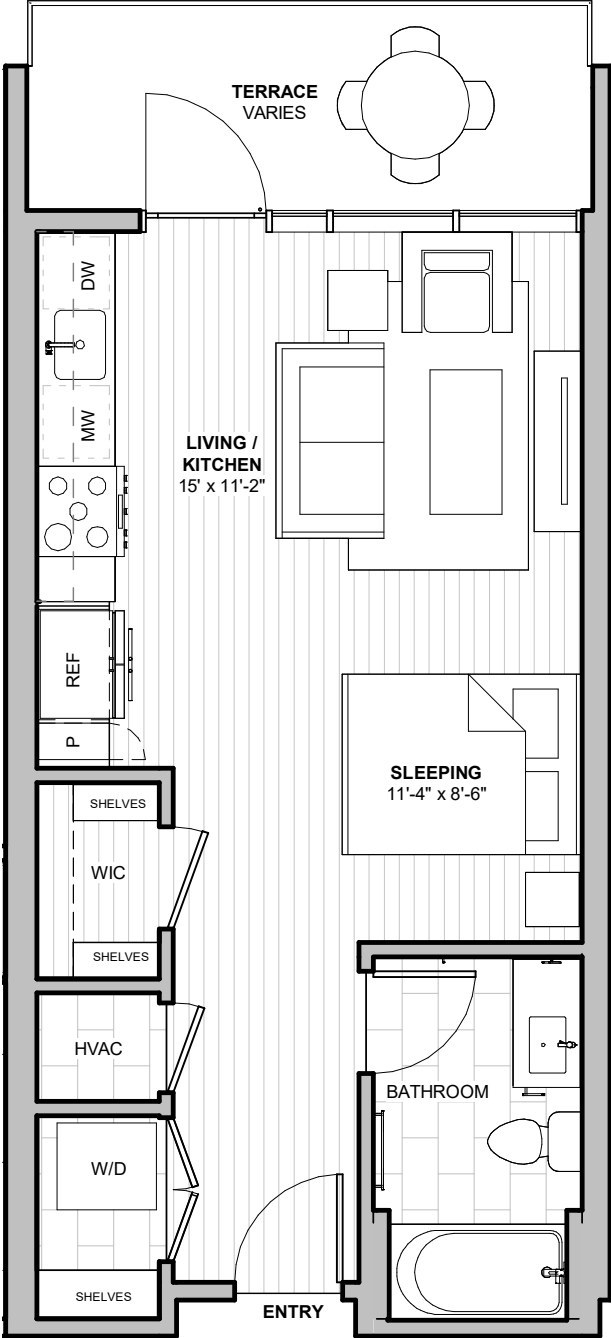 TERRACE
VARIES
DW
MW
LIVING /
KITCHEN
15' x 11'-2"
REF
P
SLEEPING
11'-4" x 8'-6"
SHELVES
WIC
SHELVES
HVAC
BATHROOM
W/D
SHELVES
ENTRY